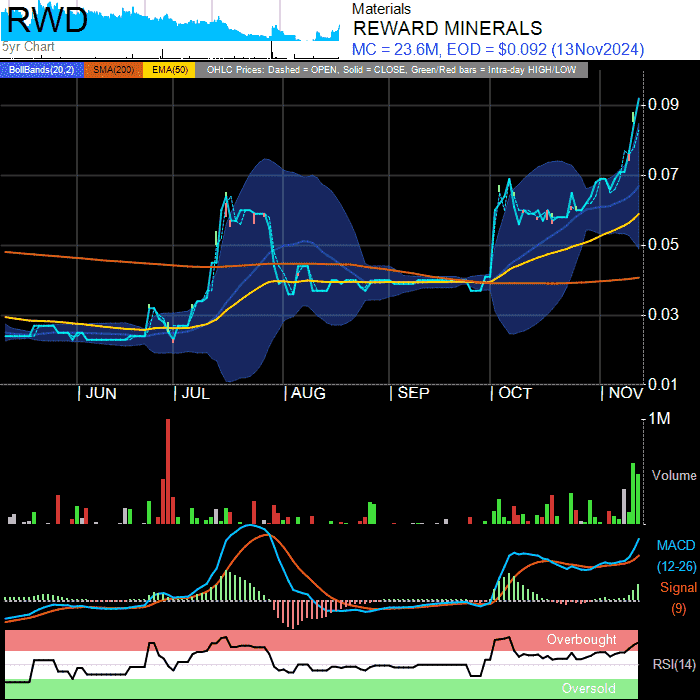 RWD
5yr Chart
Materials
REWARD MINERALS
MC = 23.6M, EOD = $0.092 (13Nov2024)
BollBands(20,2) SMA(200) EMA(50) OHLC Prices: Dashed = OPEN, Solid = CLOSE, Green/Red bars = Intra-day HIGH/LOW
0.09
0.07
0.05
0.03
0.01
| JUN | JUL | AUG | SEP | OCT | NOV
1M
Volume
MACD
(12-26)
Signal
(9)
Overbought
RSI(14)
Oversold